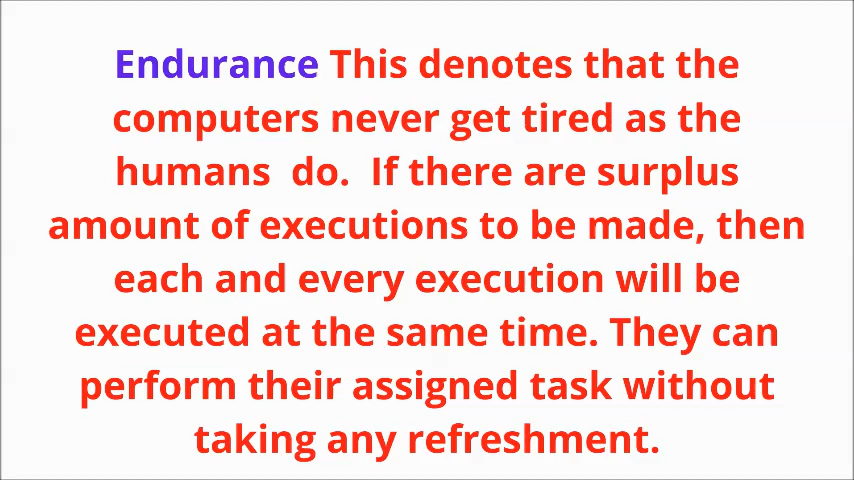 Endurance This denotes that the
computers never get tired as the
humans  do.  If there are surplus
amount of executions to be made, then
each and every execution will be
executed at the same time. They can
perform their assigned task without
taking any refreshment.